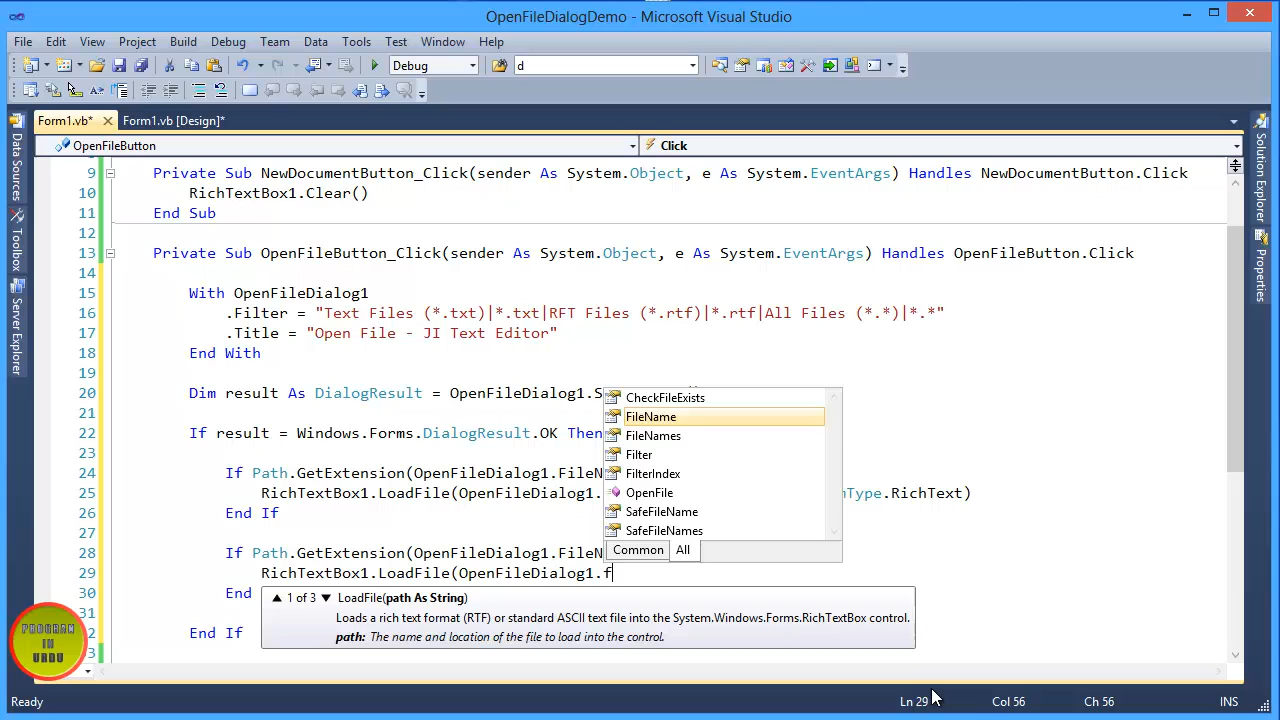 OpenFileDialogDemo - Microsoft Visual Studio
File Edit View Project Build Debug Team Data Tools Test Window Help
Debug d
Form1.vb* Form1.vb [Design]*
OpenFileButton Click
9 Private Sub NewDocumentButton_Click(sender As System.Object, e As System.EventArgs) Handles NewDocumentButton.Click
10 RichTextBox1.Clear()
11 End Sub
12
13 Private Sub OpenFileButton_Click(sender As System.Object, e As System.EventArgs) Handles OpenFileButton.Click
14
15 With OpenFileDialog1
16 .Filter = "Text Files (*.txt)|*.txt|RFT Files (*.rtf)|*.rtf|All Files (*.*)|*.*"
17 .Title = "Open File - JI Text Editor"
18 End With
19
20 Dim result As DialogResult = OpenFileDialog1.S
21
22 If result = Windows.Forms.DialogResult.OK Then
23
24 If Path.GetExtension(OpenFileDialog1.FileN
25 RichTextBox1.LoadFile(OpenFileDialog1. mType.RichText)
26 End If
27
28 If Path.GetExtension(OpenFileDialog1.FileN
29 RichTextBox1.LoadFile(OpenFileDialog1.f
30 End
31
2 End If
3
CheckFileExists
FileName
FileNames
Filter
FilterIndex
OpenFile
SafeFileName
SafeFileNames
Common All
1 of 3 LoadFile(path As String)
Loads a rich text format (RTF) or standard ASCII text file into the System.Windows.Forms.RichTextBox control.
path: The name and location of the file to load into the control.
Data Sources
Toolbox
Server Explorer
Solution Explorer
Properties
PROGRAM
IN
URDU
Ready Ln 29 Col 56 Ch 56 INS